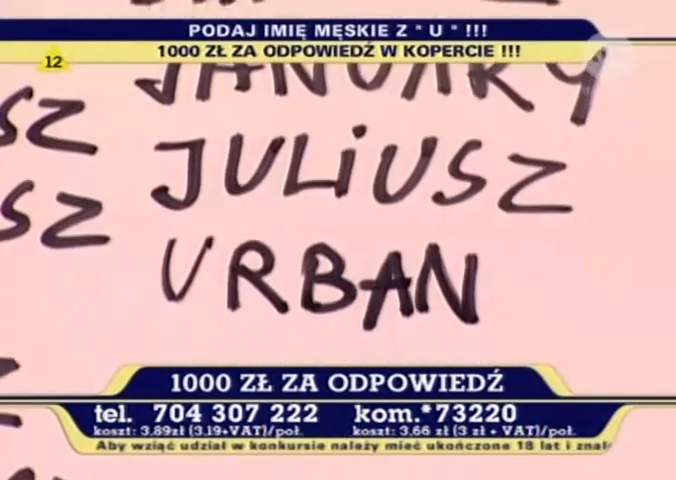 PODAJ IMIĘ MĘSKIE Z " U " !!!
1000 ZŁ ZA ODPOWIEDŹ W KOPERCIE !!!
12
JANUARY
SZ
JULIUSZ
SZ
URBAN
1000 ZŁ ZA ODPOWIEDŹ
tel. 704 307 222 kom.*73220
koszt: 3.89zł (3.19+VAT)/poł. koszt: 3.66 zł (3 zł + VAT)/poł.
Aby wziąć udział w konkursie należy mieć ukończone 18 lat i